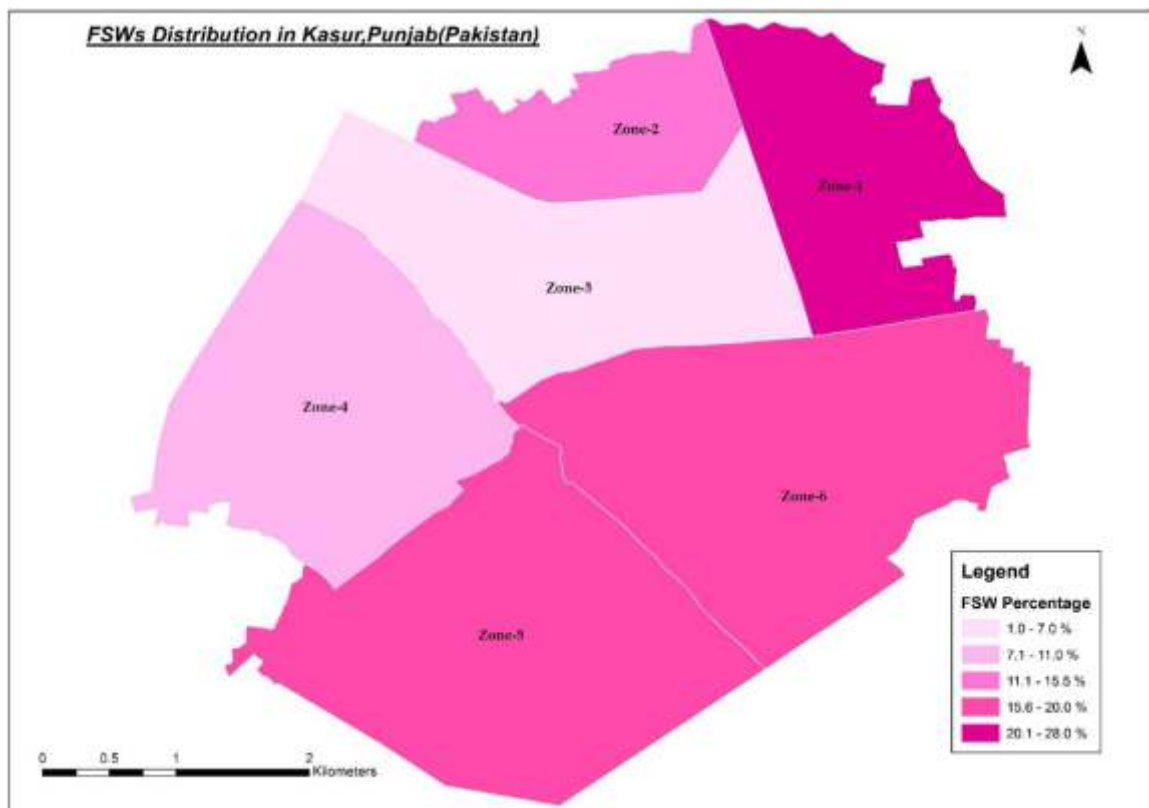 FSWs Distribution in Kasur,Punjab(Pakistan)
N
Zone-2
Zone-1
Zone-3
Zone-4
Zone-6
Zone-5
Legend
FSW Percentage
1.0 - 7.0 %
7.1 - 11.0 %
11.1 - 15.5 %
15.6 - 20.0 %
20.1 - 28.0 %
0 0.5 1 2
Kilometers